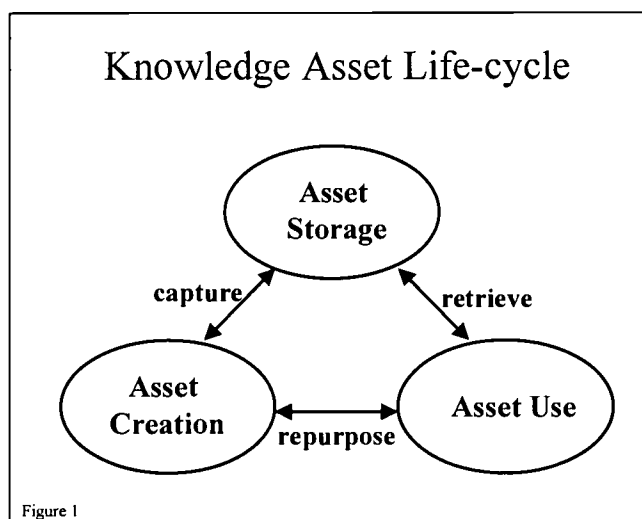 Knowledge Asset Life-cycle
Asset
Storage
capture
retrieve
Asset
Creation
repurpose
Asset Use
Figure 1